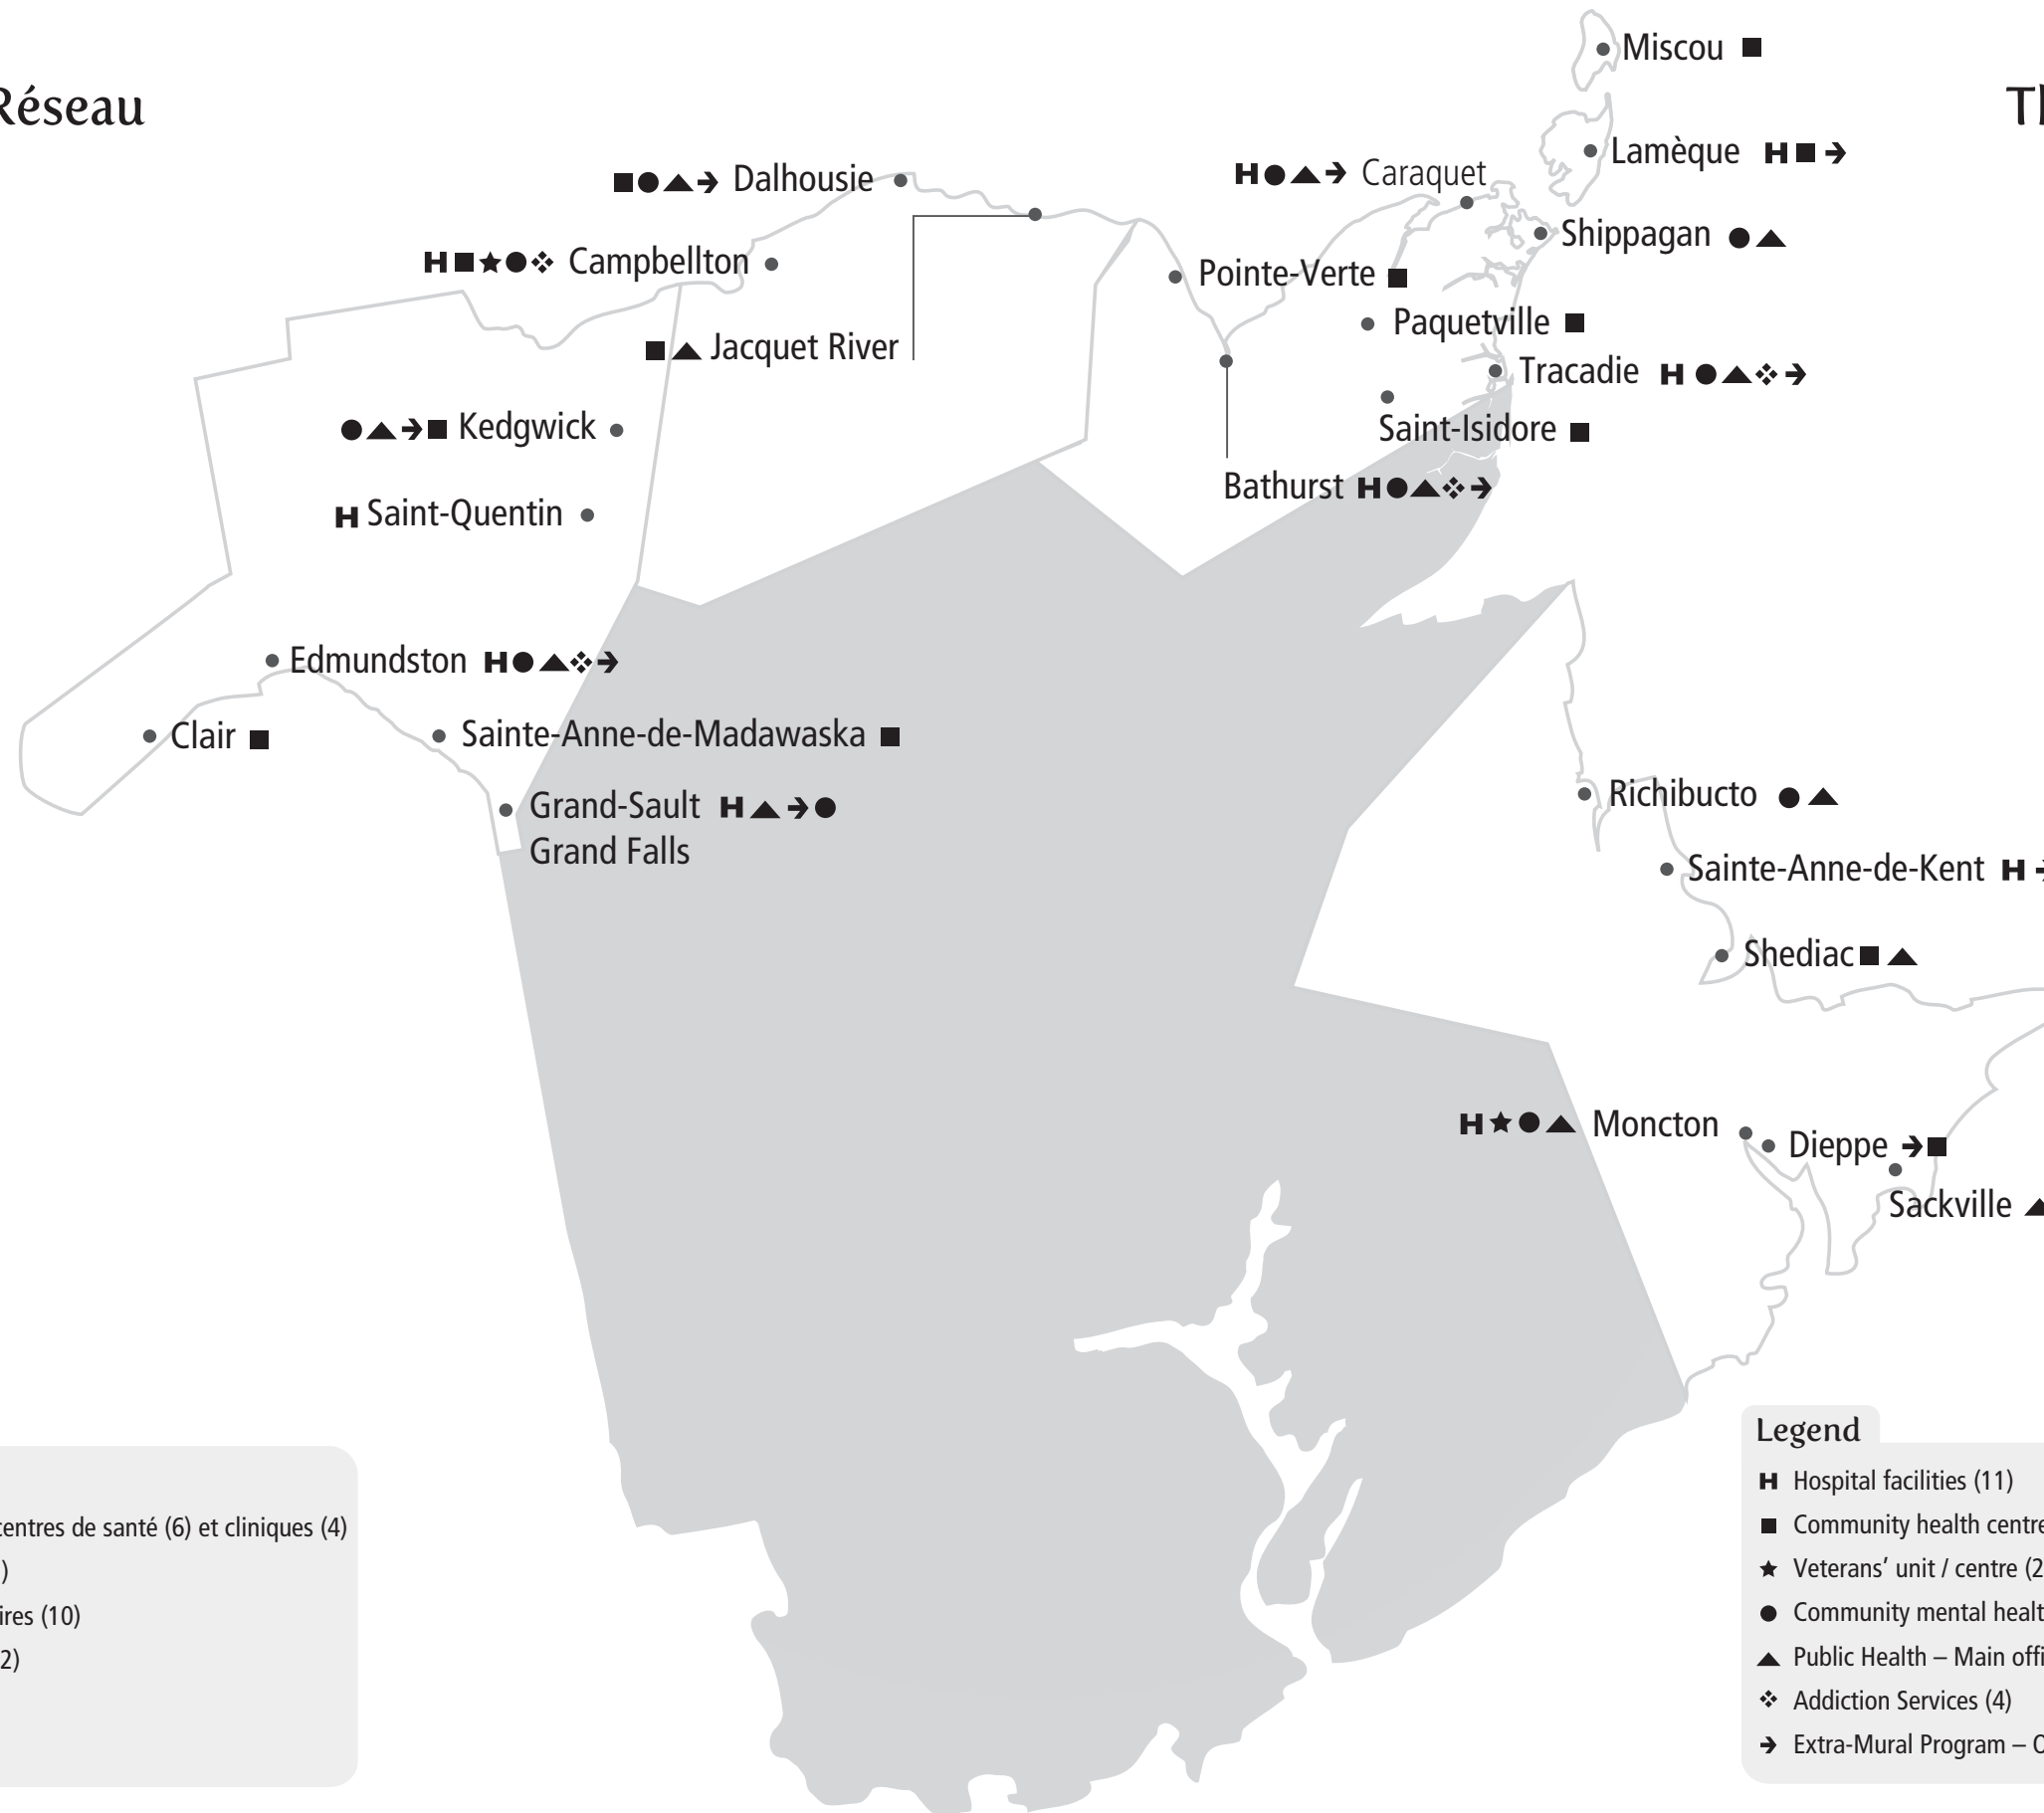 Réseau
Miscou
Lamèque
Dalhousie
Caraquet
Shippagan
Campbellton
Pointe-Verte
Paquetville
Jacquet River
Tracadie
Kedgwick
Saint-Isidore
Bathurst
Saint-Quentin
Edmundston
Clair
Sainte-Anne-de-Madawaska
Grand-Sault
Grand Falls
Richibucto
Sainte-Anne-de-Kent
Shediac
Moncton
Dieppe
Sackville
centres de santé (6) et cliniques (4)
)
ires (10)
2)
Legend
H Hospital facilities (11)
Community health centre
Veterans' unit / centre (2
Community mental healt
Public Health – Main offi
Addiction Services (4)
Extra-Mural Program –